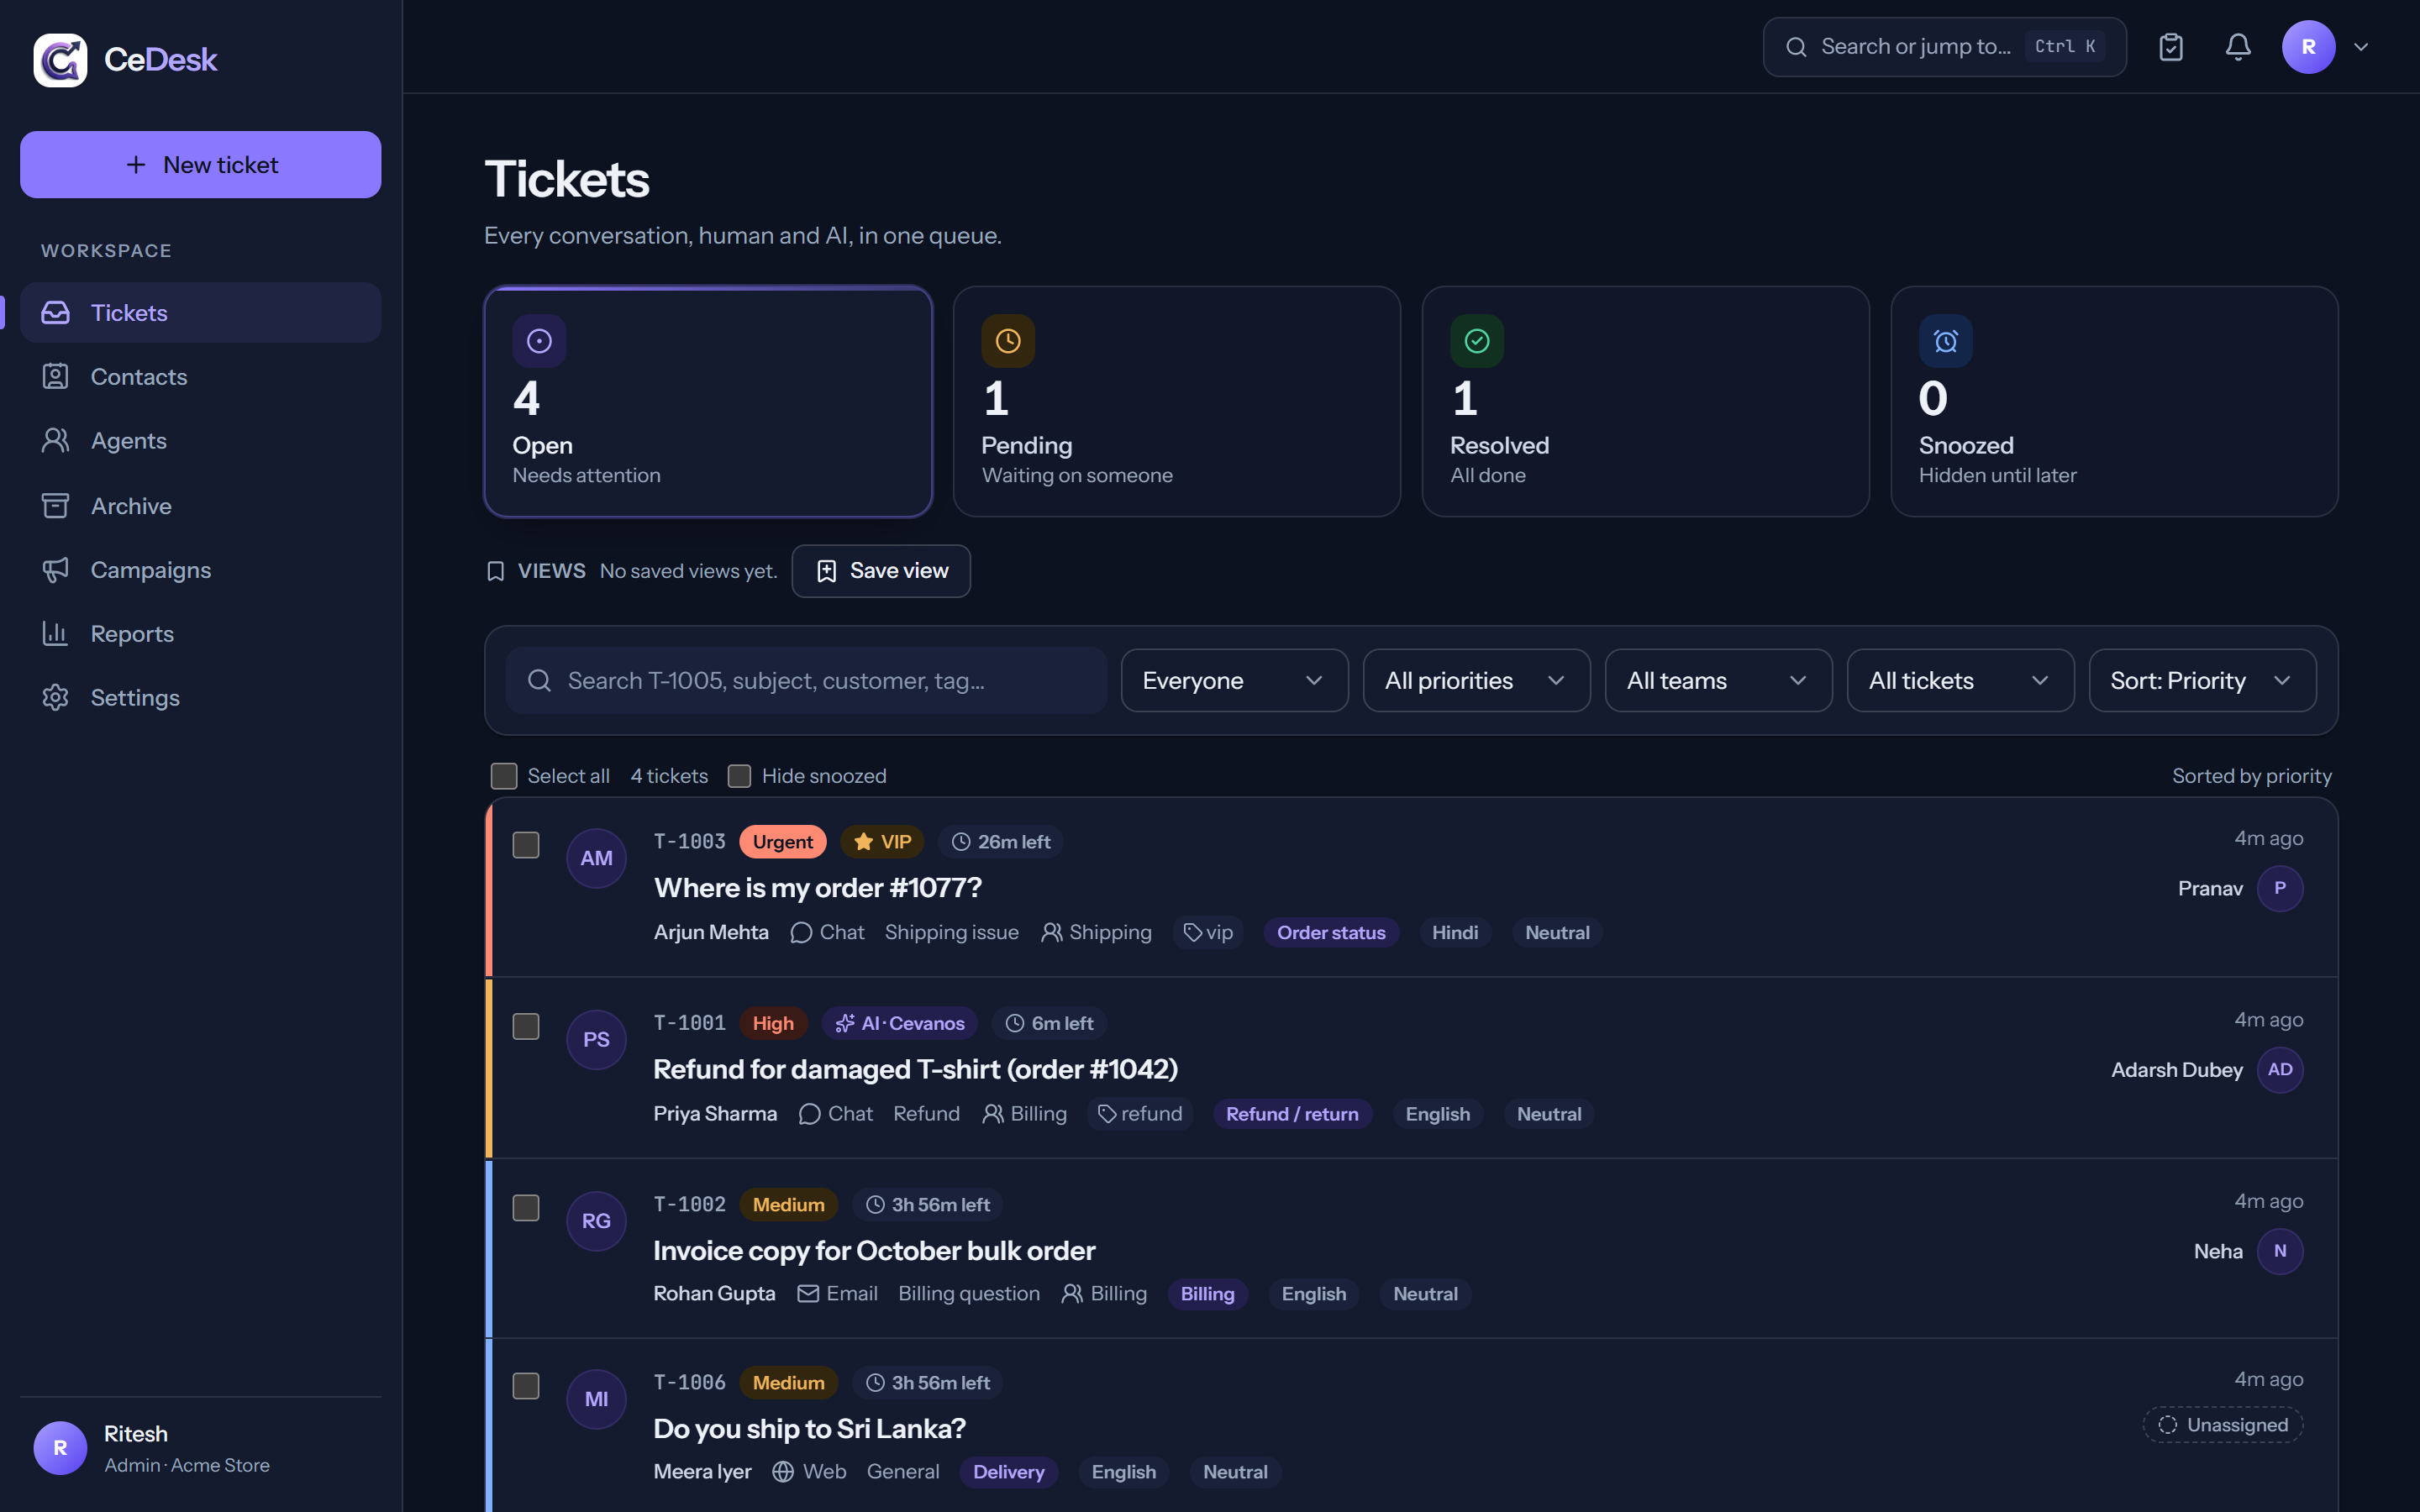 CeDesk
Search or jump to... Ctrl K
R
New ticket
WORKSPACE
Tickets
Contacts
Agents
Archive
Campaigns
Reports
Settings
R
Ritesh
Admin · Acme Store
Tickets
Every conversation, human and AI, in one queue.
4
Open
Needs attention
1
Pending
Waiting on someone
1
Resolved
All done
0
Snoozed
Hidden until later
VIEWS No saved views yet. Save view
Search T-1005, subject, customer, tag... Everyone All priorities All teams All tickets Sort: Priority
Select all 4 tickets Hide snoozed Sorted by priority
AM T-1003 Urgent VIP 26m left 4m ago
Where is my order #1077? Pranav P
Arjun Mehta Chat Shipping issue Shipping vip Order status Hindi Neutral
PS T-1001 High AI · Cevanos 6m left 4m ago
Refund for damaged T-shirt (order #1042) Adarsh Dubey AD
Priya Sharma Chat Refund Billing refund Refund / return English Neutral
RG T-1002 Medium 3h 56m left 4m ago
Invoice copy for October bulk order Neha N
Rohan Gupta Email Billing question Billing Billing English Neutral
MI T-1006 Medium 3h 56m left 4m ago
Do you ship to Sri Lanka? Unassigned
Meera Iyer Web General Delivery English Neutral